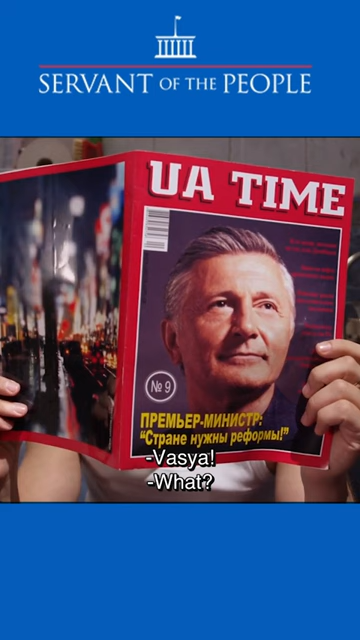 SERVANT OF THE PEOPLE
UA TIME
№ 9
ПРЕМЬЕР-МИНИСТР:
"Стране нужны реформы!"
-Vasya!
-What?